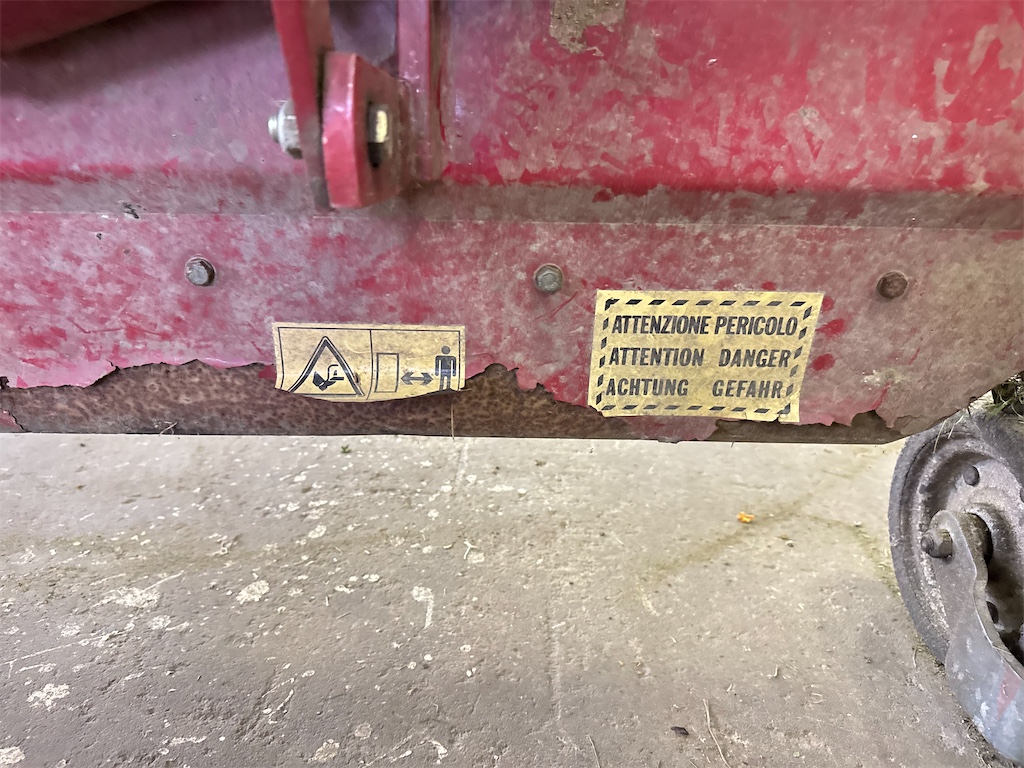 ATTENZIONE PERICOLO
ATTENTION DANGER
ACHTUNG GEFAHR